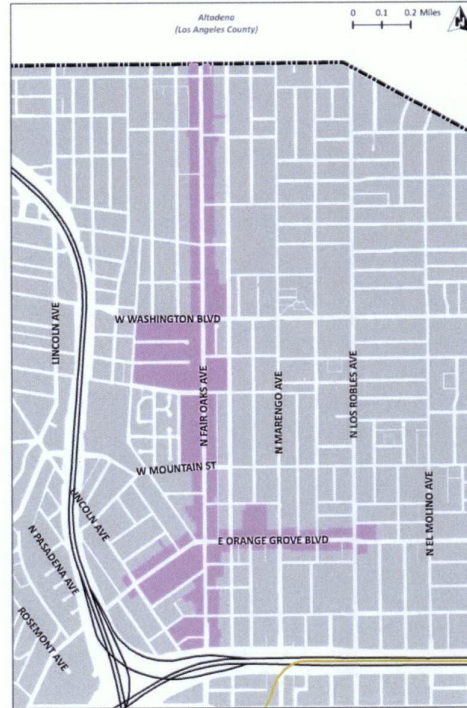 Altadena
(Los Angeles County)
0 0.1 0.2 Miles
W WASHINGTON BLVD
LINCOLN AVE
N FAIR OAKS AVE
N MARENGO AVE
N LOS ROBLES AVE
W MOUNTAIN ST
LINCOLN AVE
N EL MOLINO AVE
E ORANGE GROVE BLVD
N PASADENA AVE
ROSEMONT AVE